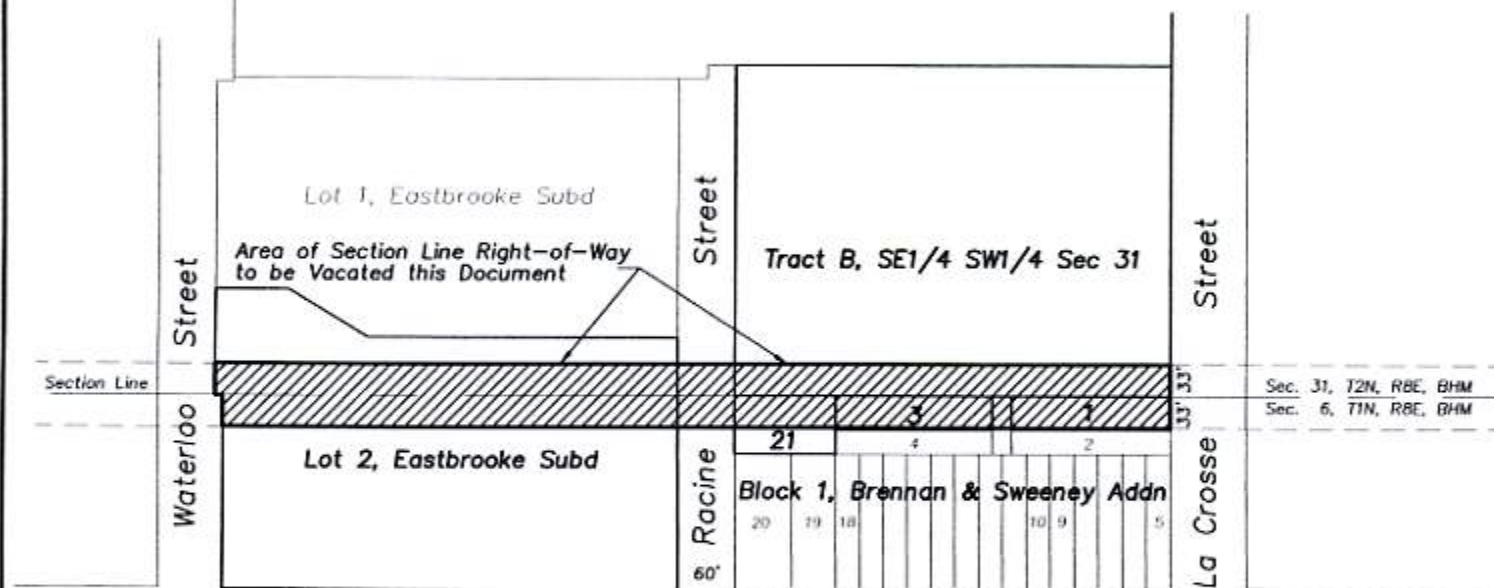 Lot 1, Eastbrooke Subd
Area of Section Line Right-of-Way
to be Vacated this Document
Street
Street
Tract B, SE1/4 SW1/4 Sec 31
Street
Section Line
33'
33'
Sec. 31, T2N, R8E, BHM
Sec. 6, T1N, R8E, BHM
3
1
21
4
2
Waterloo
Lot 2, Eastbrooke Subd
Racine
60'
Block 1, Brennan & Sweeney Addn
20
19
18
10
9
5
La Crosse